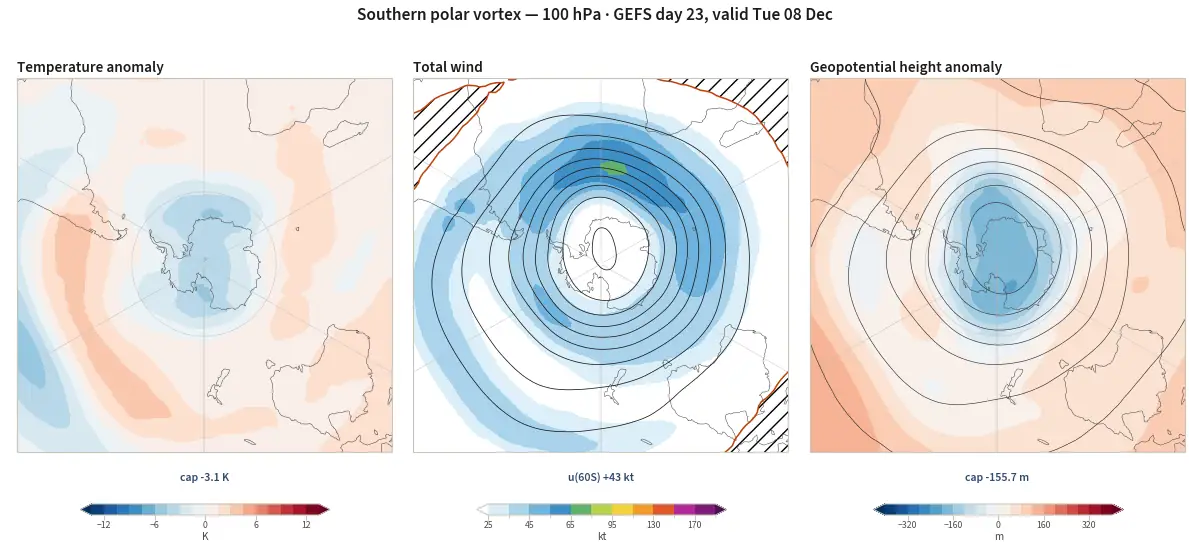 Southern polar vortex — 100 hPa · GEFS day 23, valid Tue 08 Dec
Temperature anomaly
Total wind
Geopotential height anomaly
cap -3.1 K
u(60S) +43 kt
cap -155.7 m
−12 −6 0 6 12
K
25 45 65 95 130 170
kt
−320 −160 0 160 320
m